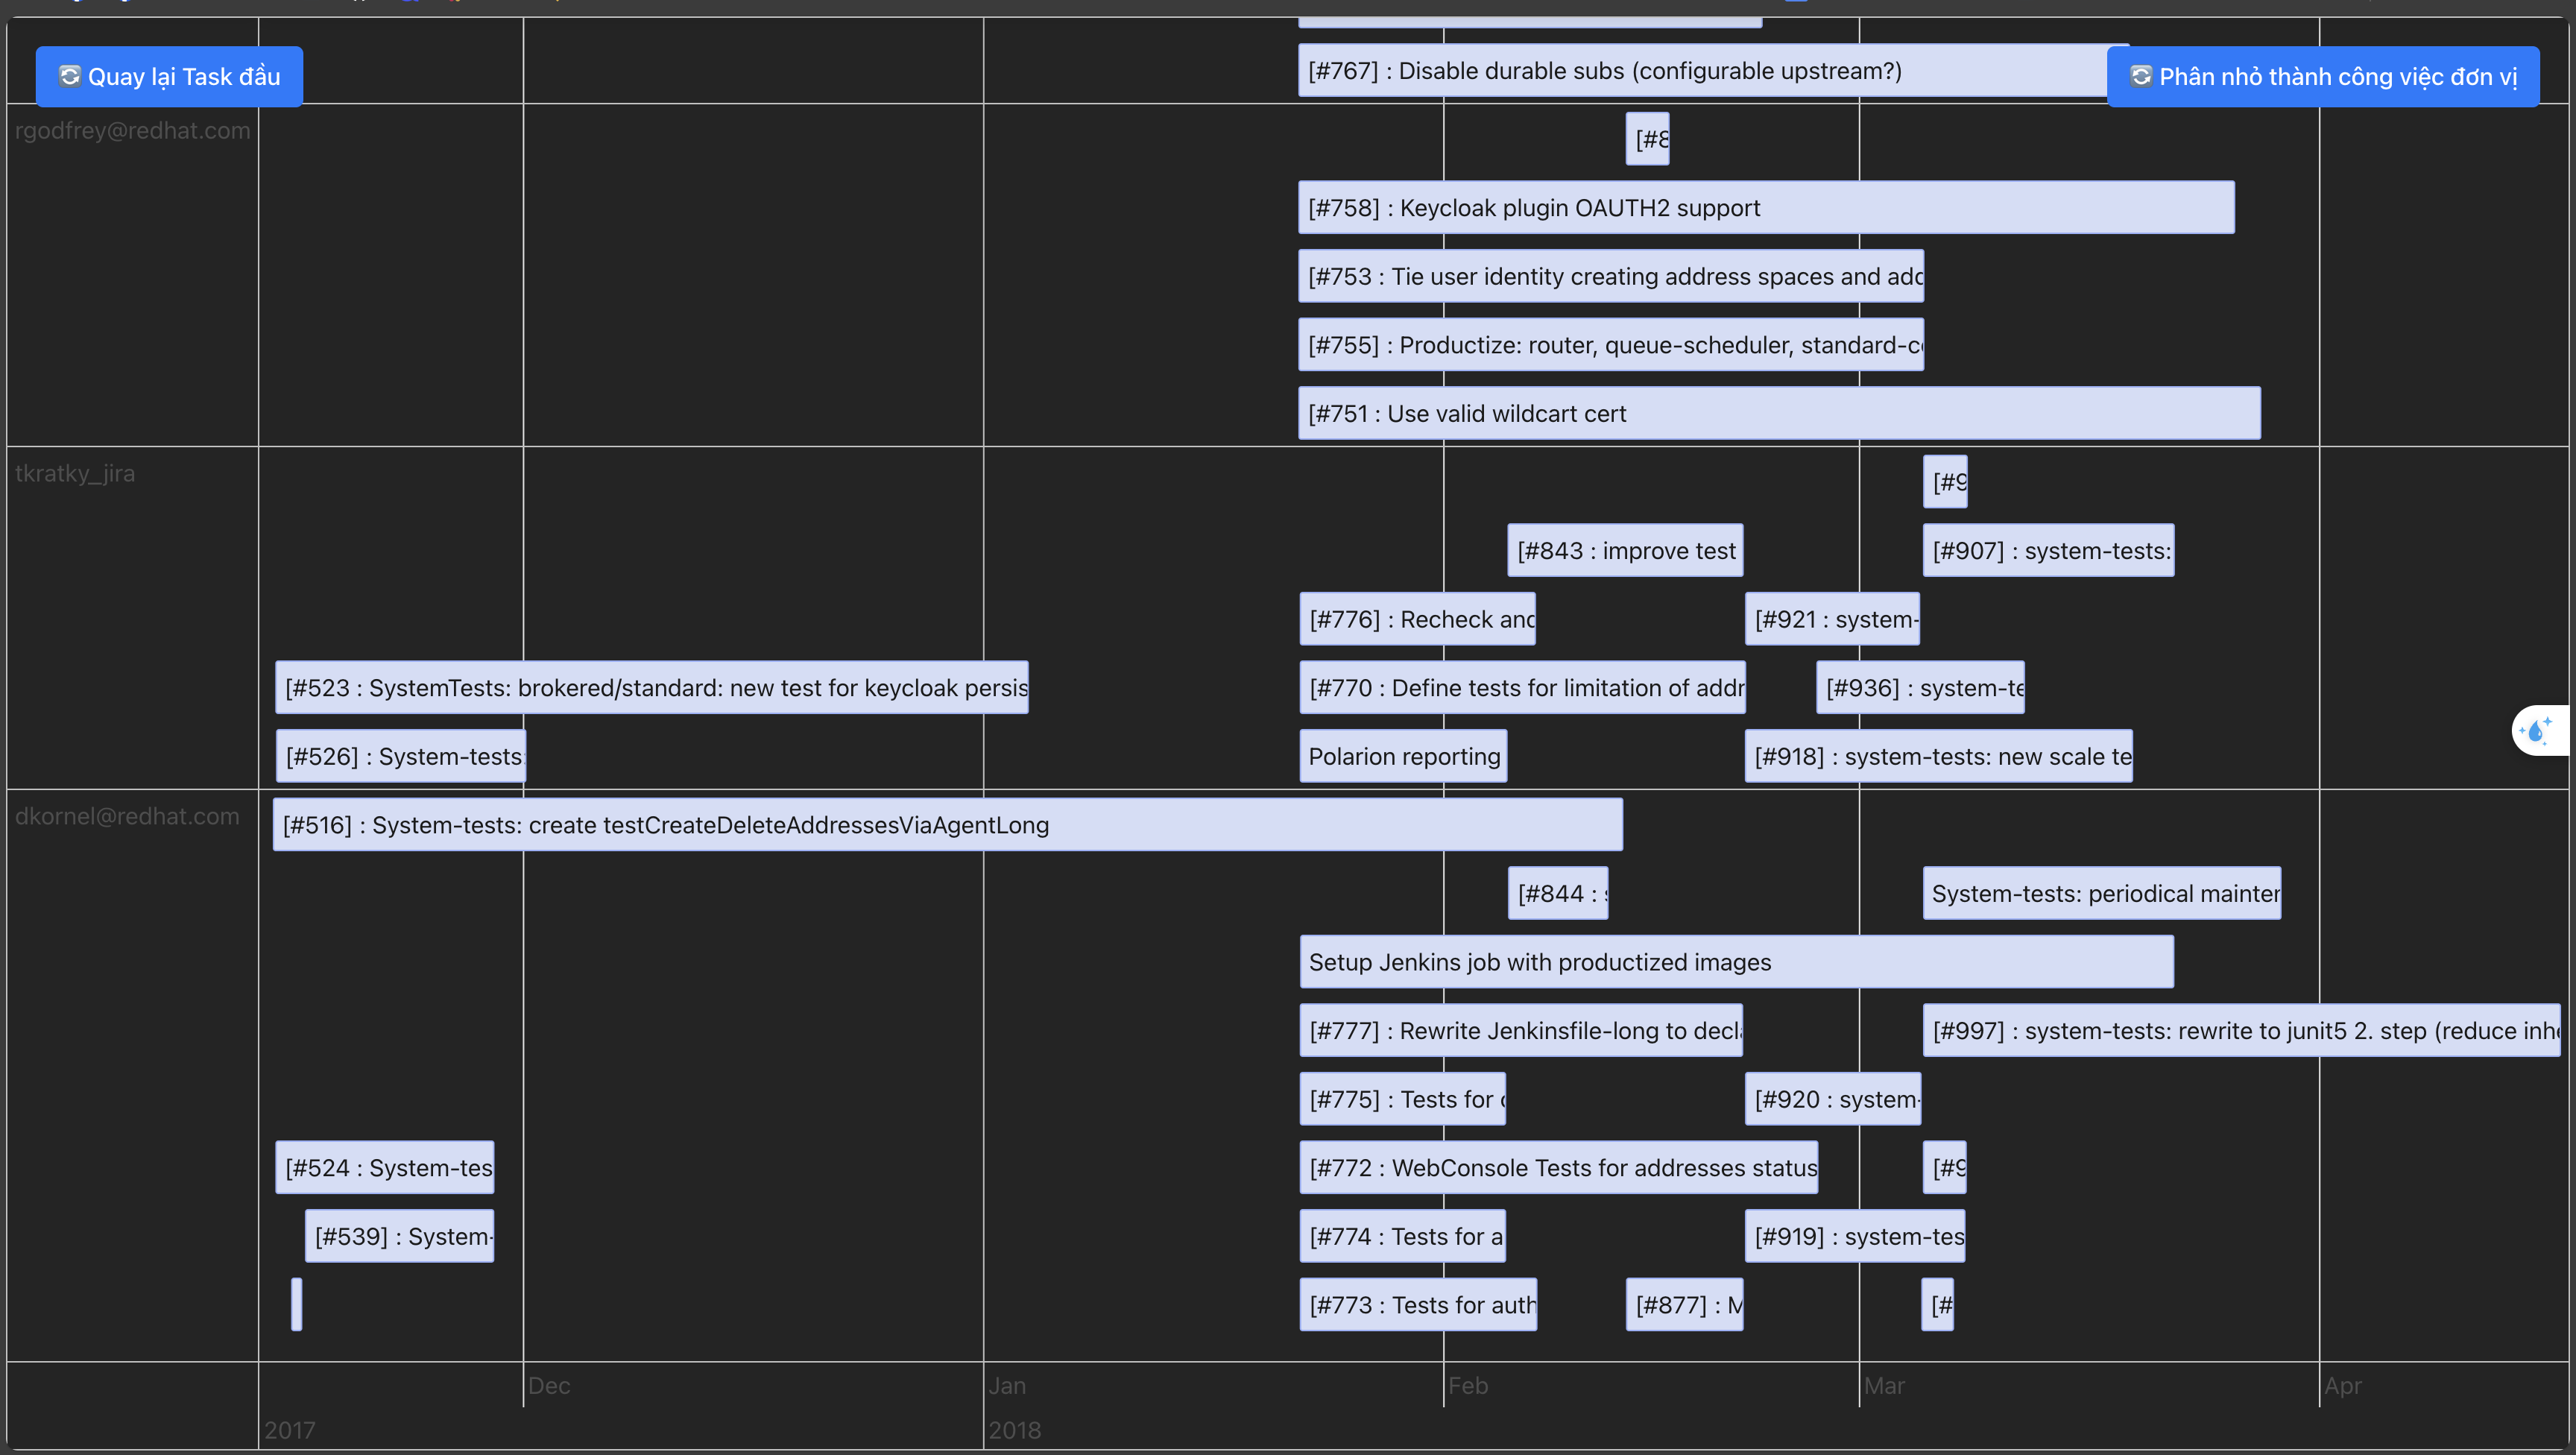 🔄 Quay lại Task đầu
[#767] : Disable durable subs (configurable upstream?)
🔄 Phân nhỏ thành công việc đơn vị
rgodfrey@redhat.com
[#8
[#758] : Keycloak plugin OAUTH2 support
[#753 : Tie user identity creating address spaces and add
[#755] : Productize: router, queue-scheduler, standard-c
[#751 : Use valid wildcart cert
tkratky_jira
[#9
[#843 : improve test
[#907] : system-tests:
[#776] : Recheck and
[#921 : system-
[#523 : SystemTests: brokered/standard: new test for keycloak persis
[#770 : Define tests for limitation of addr
[#936] : system-te
[#526] : System-tests:
Polarion reporting
[#918] : system-tests: new scale te
dkornel@redhat.com
[#516] : System-tests: create testCreateDeleteAddressesViaAgentLong
[#844 : s
System-tests: periodical mainten
Setup Jenkins job with productized images
[#777] : Rewrite Jenkinsfile-long to decla
[#997] : system-tests: rewrite to junit5 2. step (reduce inhe
[#775] : Tests for
[#920 : system-
[#524 : System-tes
[#772 : WebConsole Tests for addresses status
[#9
[#539] : System-
[#774 : Tests for a
[#919] : system-tes
[#773 : Tests for auth
[#877] : M
[#
Dec
Jan
Feb
Mar
Apr
2017
2018